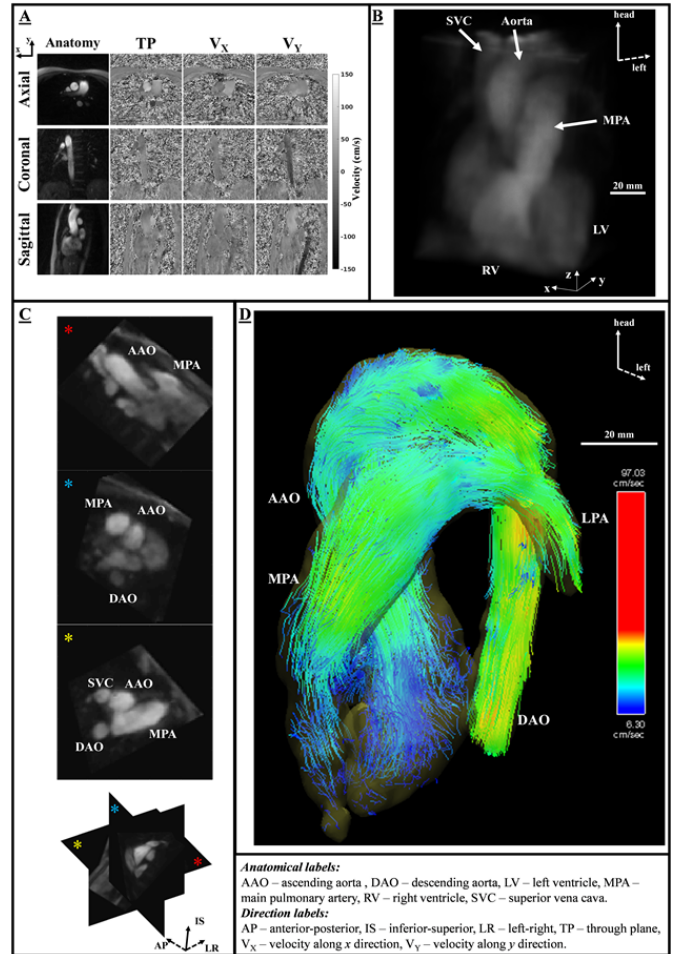 A
y
x
Anatomy TP VX VY
Axial
Coronal
Sagittal
150
100
50
0
-50
-100
-150
Velocity (cm/s)
B
SVC Aorta
head
left
MPA
20 mm
LV
RV
z
x y
C
*
AAO
MPA
*
MPA AAO
DAO
*
SVC AAO
DAO MPA
*
*
*
IS
AP LR
D
head
left
20 mm
97.03
cm/sec
AAO
LPA
MPA
DAO
6.30
cm/sec
Anatomical labels:
AAO – ascending aorta , DAO – descending aorta, LV – left ventricle, MPA –
main pulmonary artery, RV – right ventricle, SVC – superior vena cava.
Direction labels:
AP – anterior-posterior, IS – inferior-superior, LR – left-right, TP – through plane,
VX – velocity along x direction, VY – velocity along y direction.